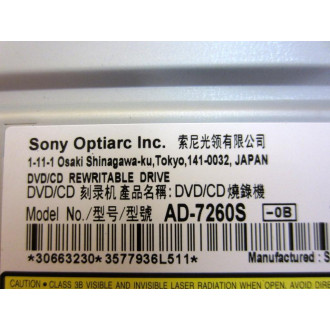 Sony Optiarc Inc. 索尼光领有限公司
1-11-1 Osaki Shinagawa-ku,Tokyo,141-0032, JAPAN
DVD/CD REWRITABLE DRIVE
DVD/CD 刻录机 產品名稱: DVD/CD燒錄機
Model No./型号/型號 AD-7260S -0B
*30663230*3577936L511* Manufactured : S
CAUTION - CLASS 3B VISIBLE AND INVISIBLE LASER RADIATION WHEN OPEN. AVOID EX